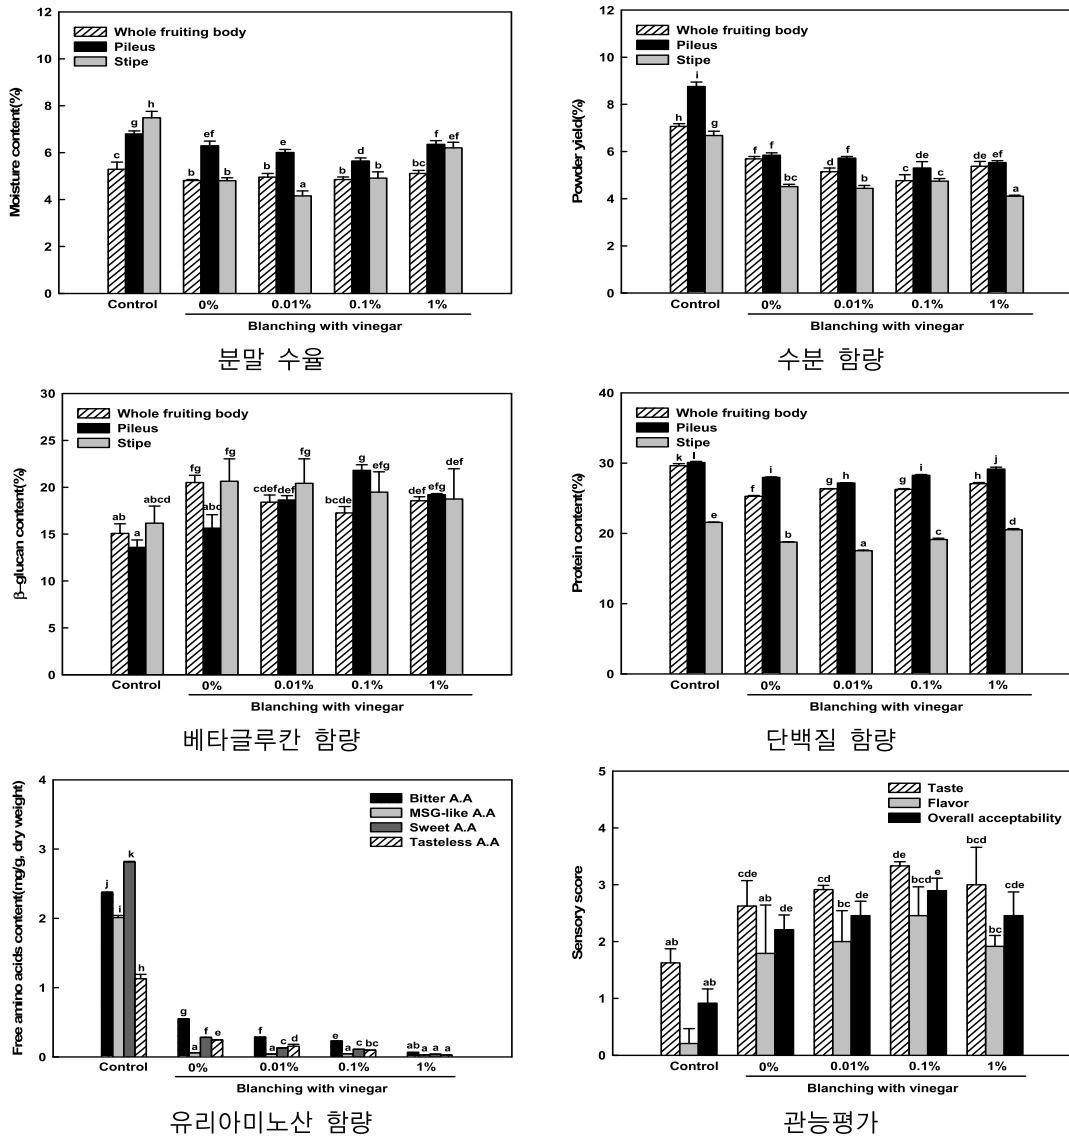 Moisture content(%)
12
10
8
6
4
2
0
Whole fruiting body
Pileus
Stipe
c g h
b ef b
b e a
b d b
bc f ef
Control 0% 0.01% 0.1% 1%
Blanching with vinegar
분말 수율
Powder yield(%)
12
10
8
6
4
2
0
Whole fruiting body
Pileus
Stipe
h i g
f f bc
d f b
c de c
de ef a
Control 0% 0.01% 0.1% 1%
Blanching with vinegar
수분 함량
β-glucan content(%)
30
25
20
15
10
5
0
Whole fruiting body
Pileus
Stipe
ab a abcd
fg abc fg
cdef def fg
bcde g efg
def efg def
Control 0% 0.01% 0.1% 1%
Blanching with vinegar
베타글루칸 함량
Protein content(%)
40
30
20
10
0
Whole fruiting body
Pileus
Stipe
k l e
f i b
g h a
g i c
h j d
Control 0% 0.01% 0.1% 1%
Blanching with vinegar
단백질 함량
Free amino acids content(mg/g, dry weight)
4
3
2
1
0
Bitter A.A
MSG-like A.A
Sweet A.A
Tasteless A.A
j i k h
g a f e
f a c d
e a c bc
ab a a a
Control 0% 0.01% 0.1% 1%
Blanching with vinegar
유리아미노산 함량
Sensory score
5
4
3
2
1
0
Taste
Flavor
Overall acceptability
ab ab
cde ab de
cd bc de
de bcd e
bcd bc cde
Control 0% 0.01% 0.1% 1%
Blanching with vinegar
관능평가